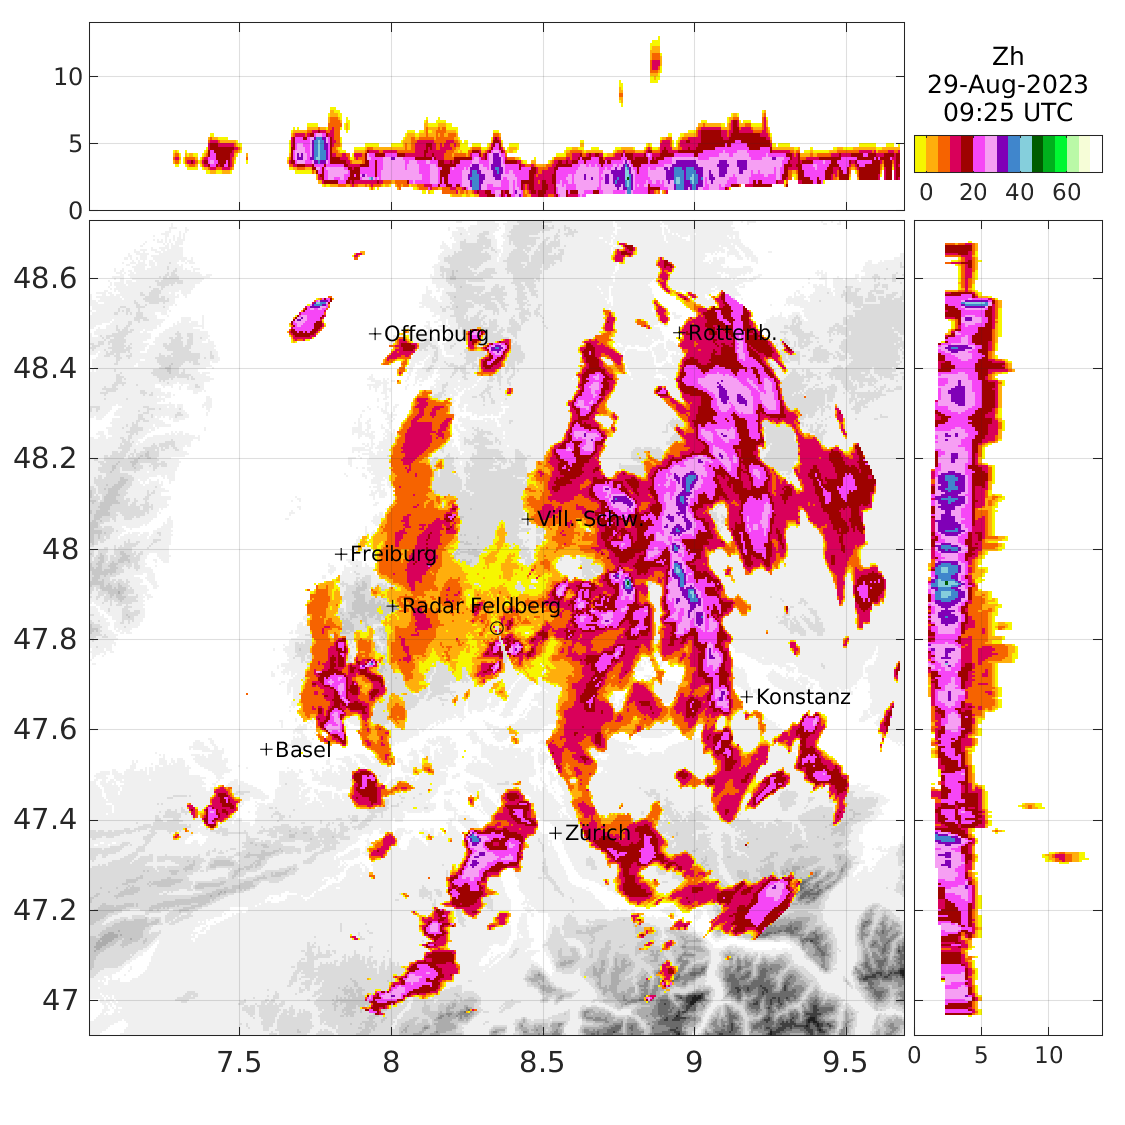 10
5
0
Zh
29-Aug-2023
09:25 UTC
0 20 40 60
48.6
+Offenburg
+Rottenb.
48.4
48.2
+Vill.-Schw.
48
+Freiburg
+Radar Feldberg
47.8
+Konstanz
47.6
+Basel
47.4
+Zürich
47.2
47
7.5 8 8.5 9 9.5
0 5 10